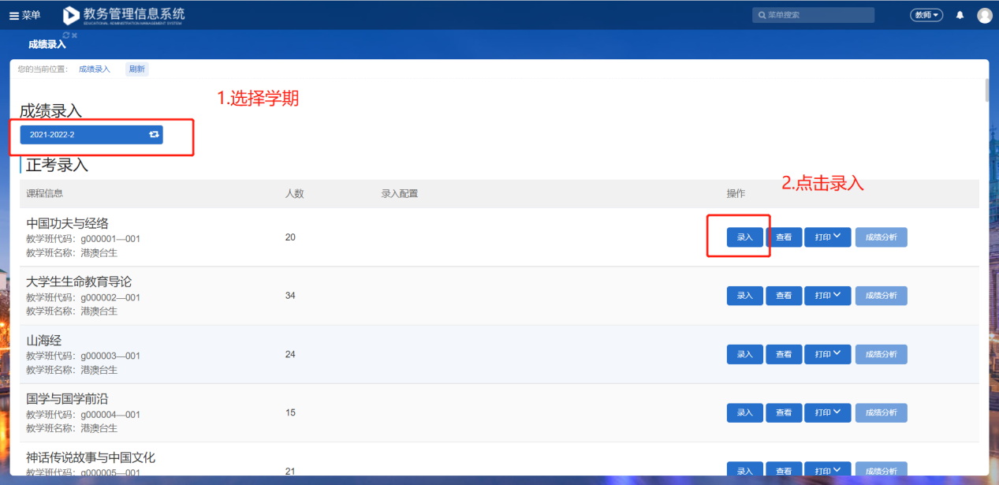 菜单
教务管理信息系统
EDUCATIONAL ADMINISTRATION MANAGEMENT SYSTEM
菜单搜索
教师
成绩录入
您的当前位置: 成绩录入 刷新
1.选择学期
成绩录入
2021-2022-2
正考录入
2.点击录入
课程信息 人数 录入配置 操作
中国功夫与经络
教学班代码: g000001—001
教学班名称: 港澳台生
20
录入 查看 打印 成绩分析
大学生生命教育导论
教学班代码: g000002—001
教学班名称: 港澳台生
34
录入 查看 打印 成绩分析
山海经
教学班代码: g000003—001
教学班名称: 港澳台生
24
录入 查看 打印 成绩分析
国学与国学前沿
教学班代码: g000004—001
教学班名称: 港澳台生
15
录入 查看 打印 成绩分析
神话传说故事与中国文化
教学班代码: g000005—001
21
录入 查看 打印 成绩分析